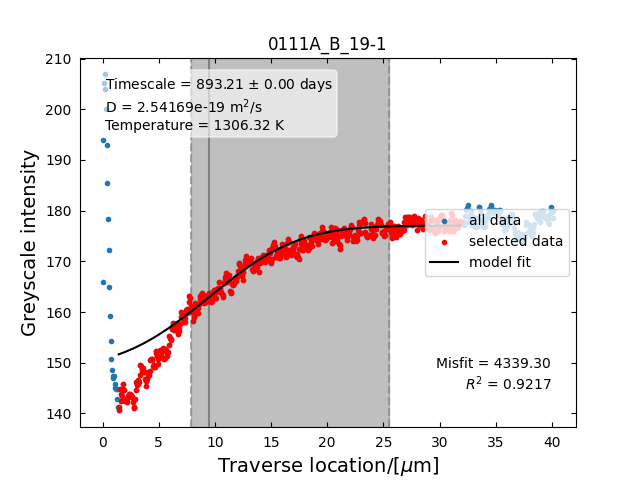 0111A_B_19-1
Timescale = 893.21 ± 0.00 days
D = 2.54169e-19 m²/s
Temperature = 1306.32 K
210
200
190
180
170
160
150
140
Greyscale intensity
all data
selected data
model fit
Misfit = 4339.30
R² = 0.9217
0 5 10 15 20 25 30 35 40
Traverse location/[μm]